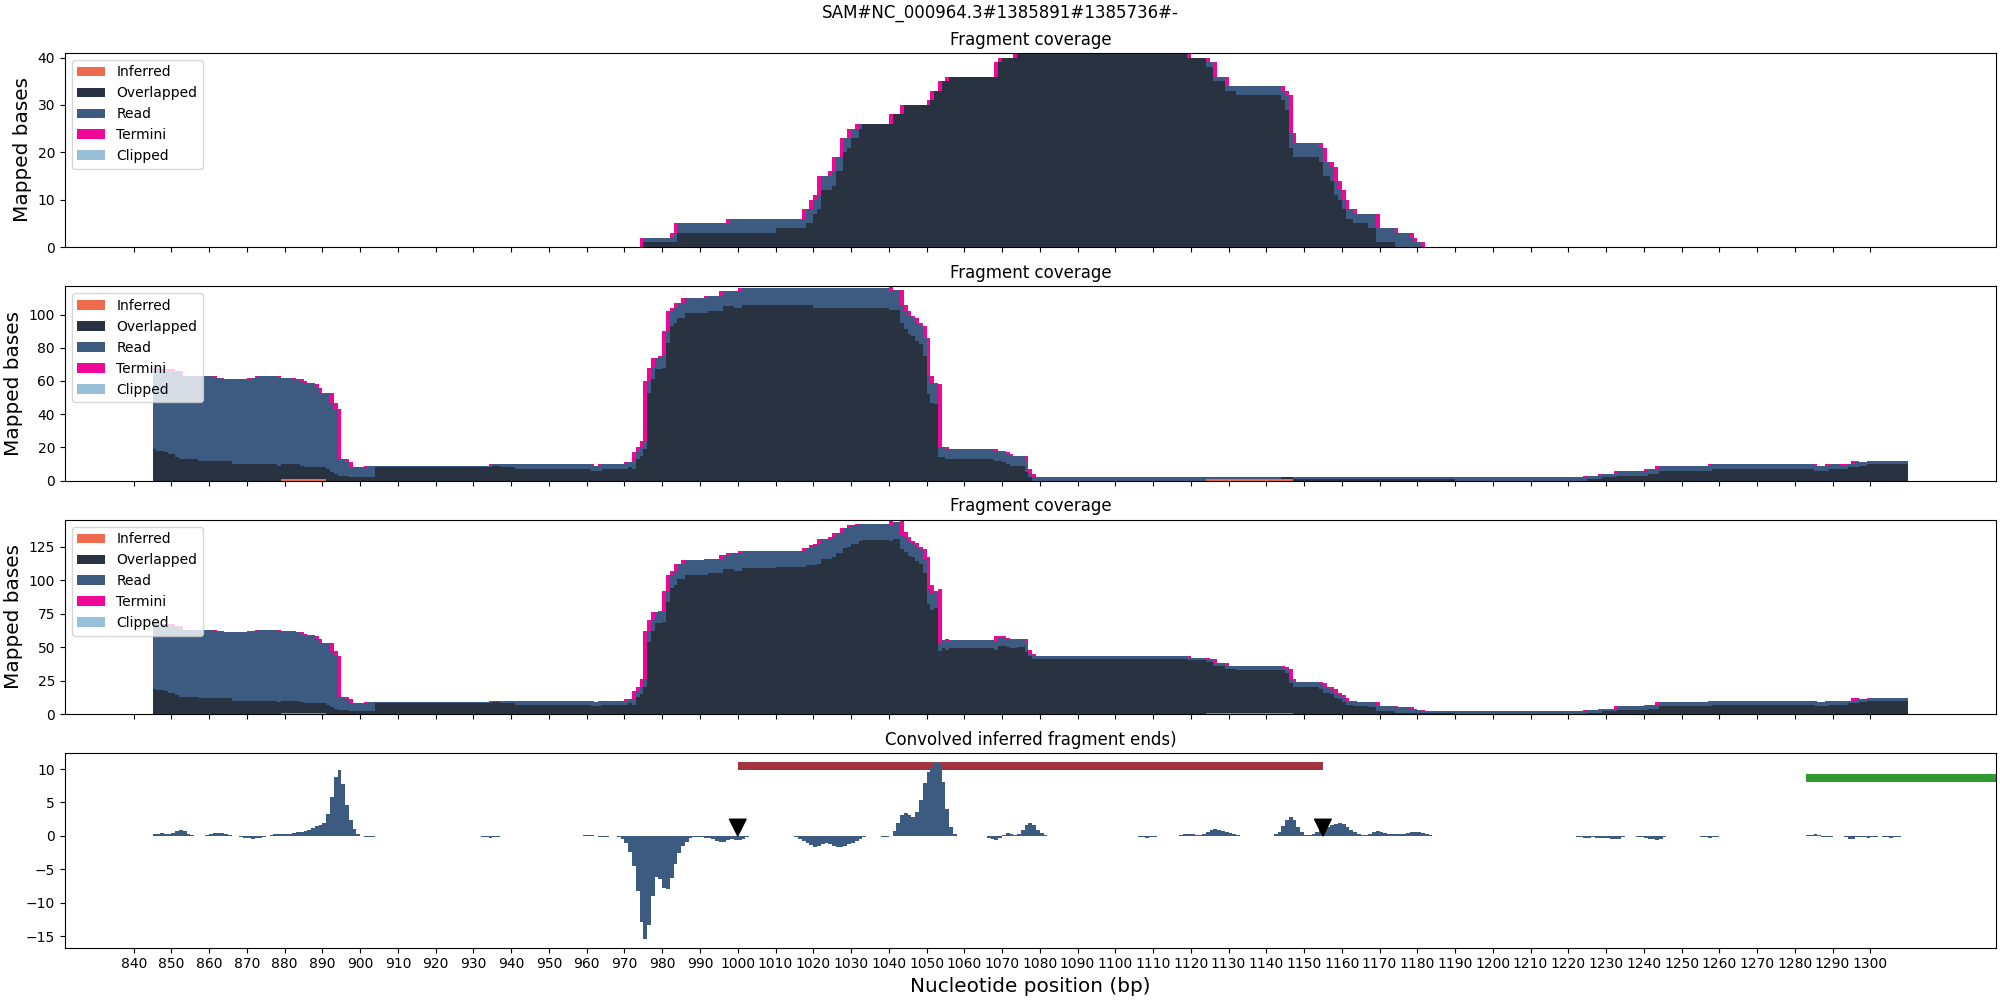 SAM#NC_000964.3#1385891#1385736#-
Fragment coverage
Mapped bases
40
30
20
10
0
Inferred
Overlapped
Read
Termini
Clipped
Fragment coverage
Mapped bases
100
80
60
40
20
0
Inferred
Overlapped
Read
Termini
Clipped
Fragment coverage
Mapped bases
125
100
75
50
25
0
Inferred
Overlapped
Read
Termini
Clipped
Convolved inferred fragment ends)
10
5
0
−5
−10
−15
840 850 860 870 880 890 900 910 920 930 940 950 960 970 980 990 1000 1010 1020 1030 1040 1050 1060 1070 1080 1090 1100 1110 1120 1130 1140 1150 1160 1170 1180 1190 1200 1210 1220 1230 1240 1250 1260 1270 1280 1290 1300
Nucleotide position (bp)